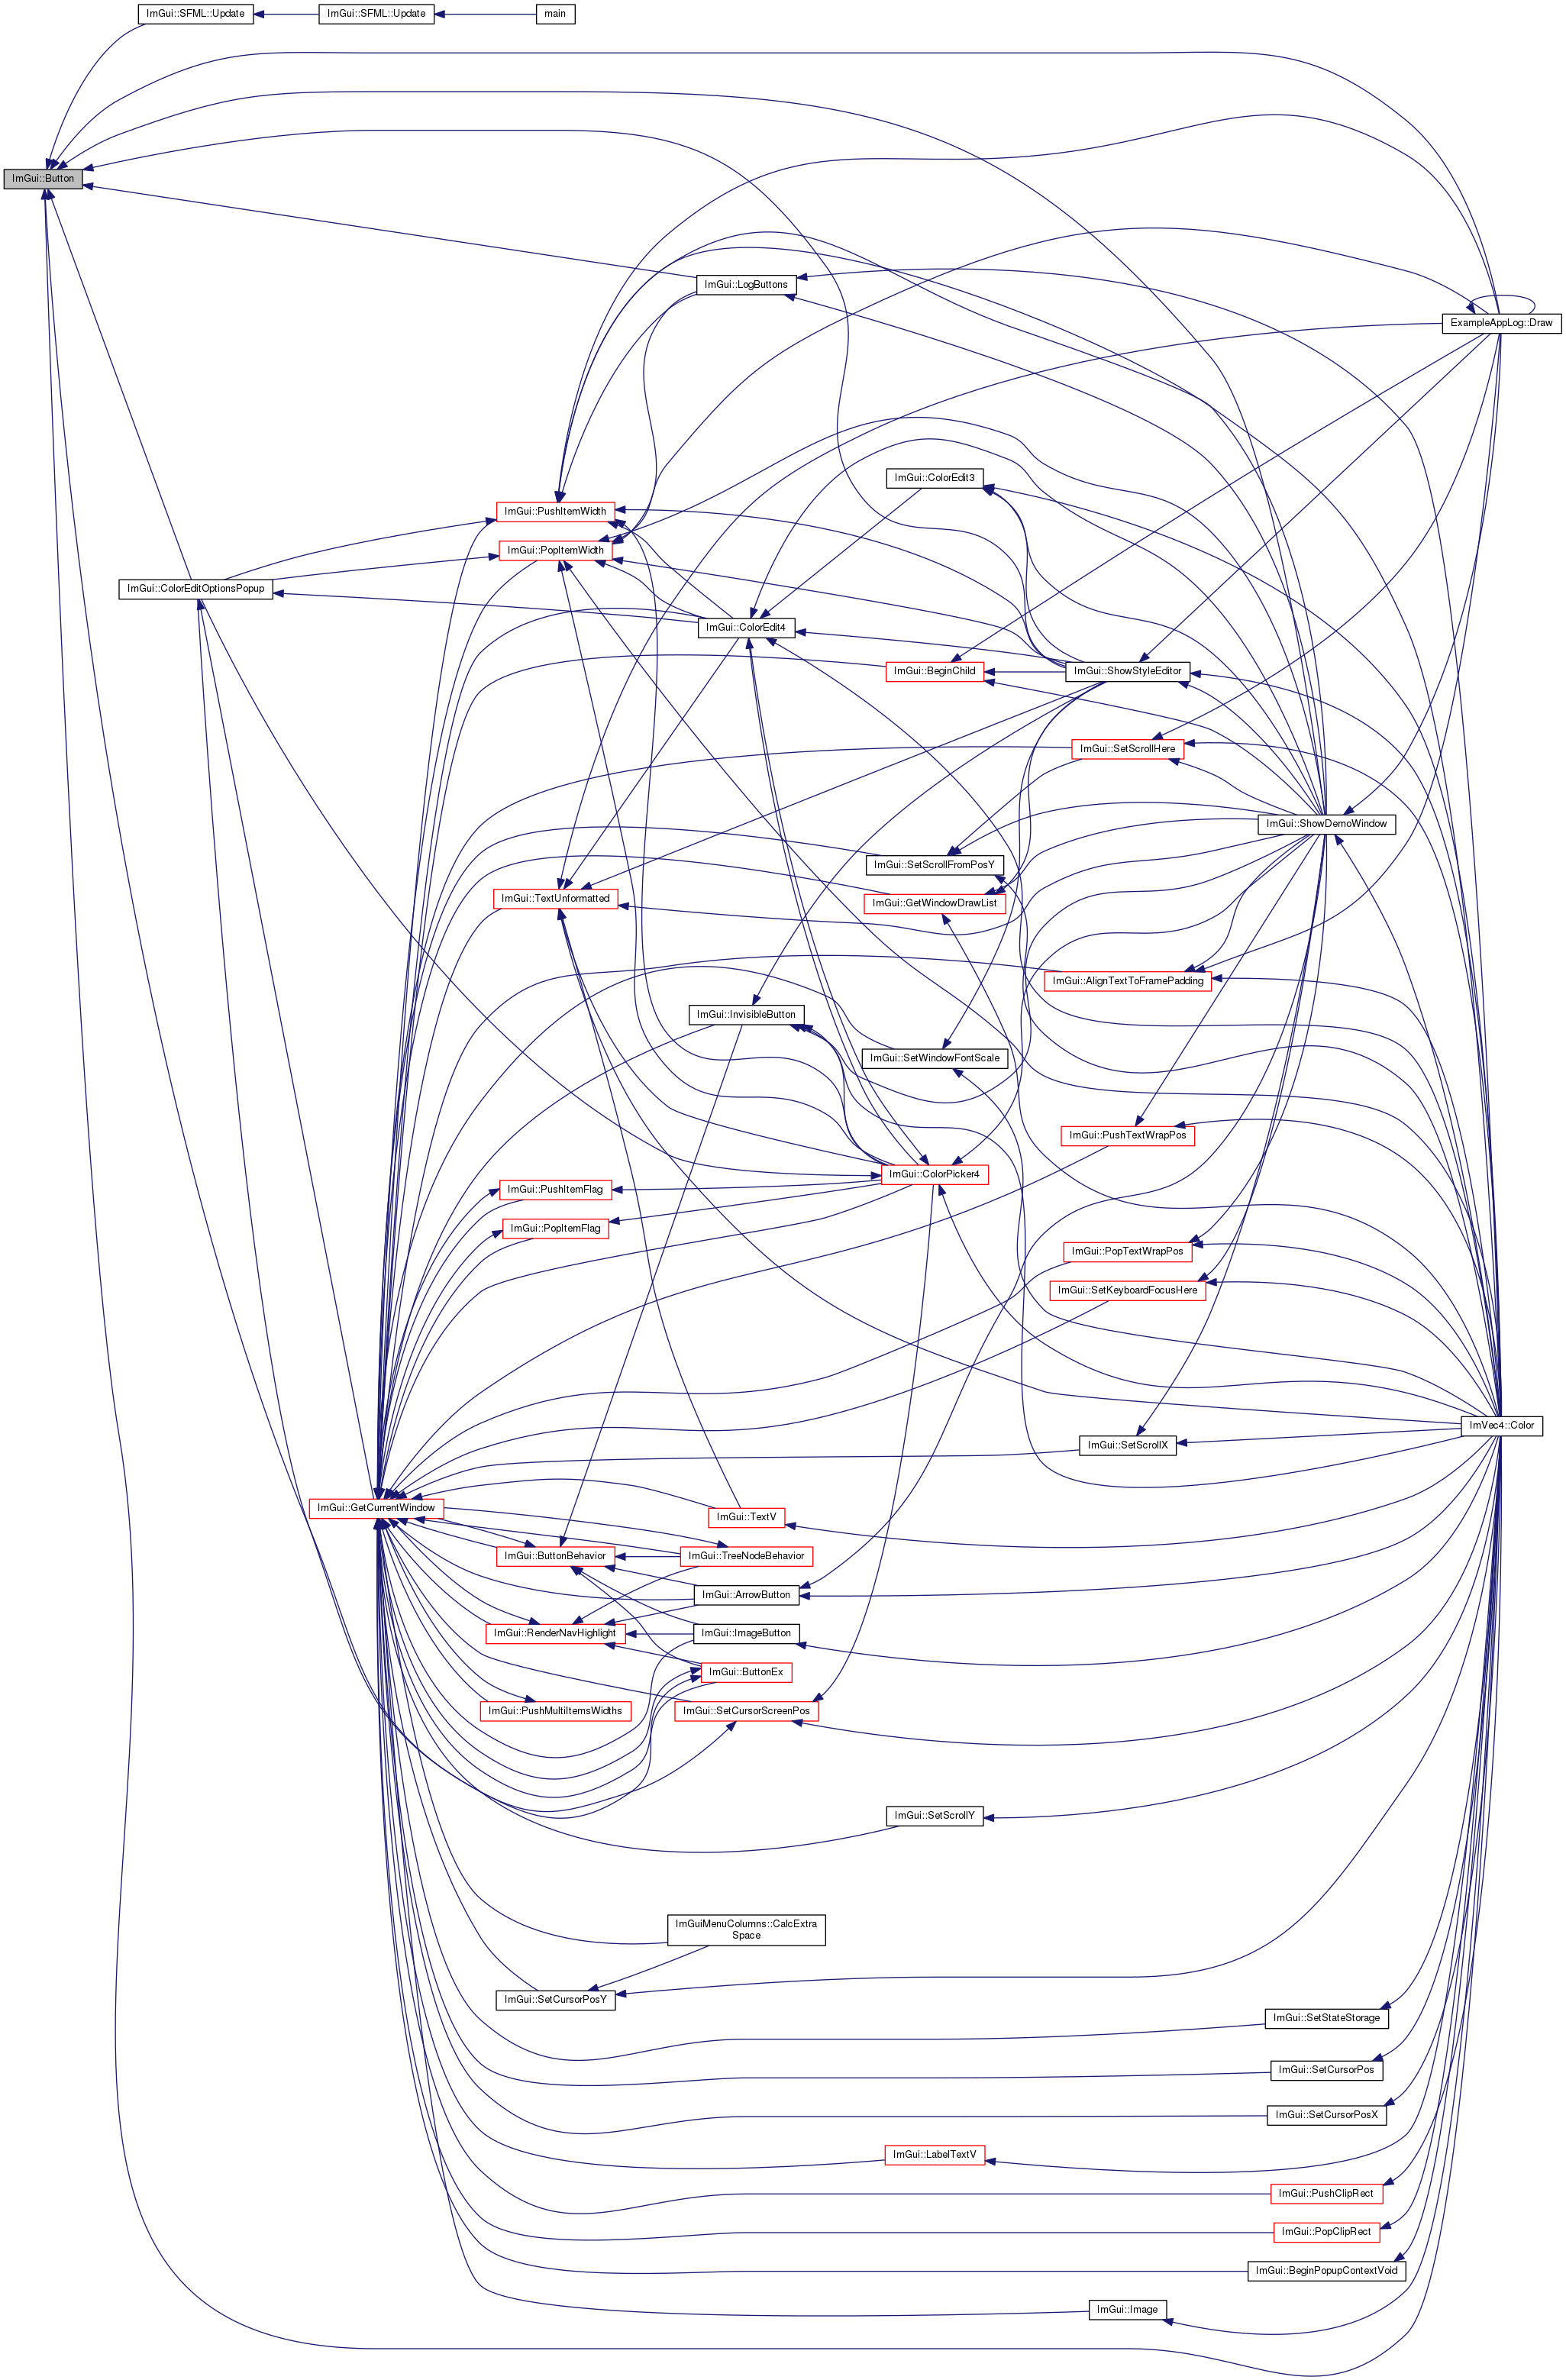 ImGui::SFML::Update
ImGui::SFML::Update
main
ImGui::Button
ImGui::LogButtons
ExampleAppLog::Draw
ImGui::ColorEdit3
ImGui::PushItemWidth
ImGui::PopItemWidth
ImGui::ColorEditOptionsPopup
ImGui::ColorEdit4
ImGui::BeginChild
ImGui::ShowStyleEditor
ImGui::SetScrollHere
ImGui::ShowDemoWindow
ImGui::SetScrollFromPosY
ImGui::TextUnformatted
ImGui::GetWindowDrawList
ImGui::AlignTextToFramePadding
ImGui::InvisibleButton
ImGui::SetWindowFontScale
ImGui::PushTextWrapPos
ImGui::ColorPicker4
ImGui::PushItemFlag
ImGui::PopItemFlag
ImGui::PopTextWrapPos
ImGui::SetKeyboardFocusHere
ImVec4::Color
ImGui::SetScrollX
ImGui::GetCurrentWindow
ImGui::TextV
ImGui::ButtonBehavior
ImGui::TreeNodeBehavior
ImGui::ArrowButton
ImGui::RenderNavHighlight
ImGui::ImageButton
ImGui::ButtonEx
ImGui::PushMultiItemsWidths
ImGui::SetCursorScreenPos
ImGui::SetScrollY
ImGuiMenuColumns::CalcExtra
Space
ImGui::SetCursorPosY
ImGui::SetStateStorage
ImGui::SetCursorPos
ImGui::SetCursorPosX
ImGui::LabelTextV
ImGui::PushClipRect
ImGui::PopClipRect
ImGui::BeginPopupContextVoid
ImGui::Image